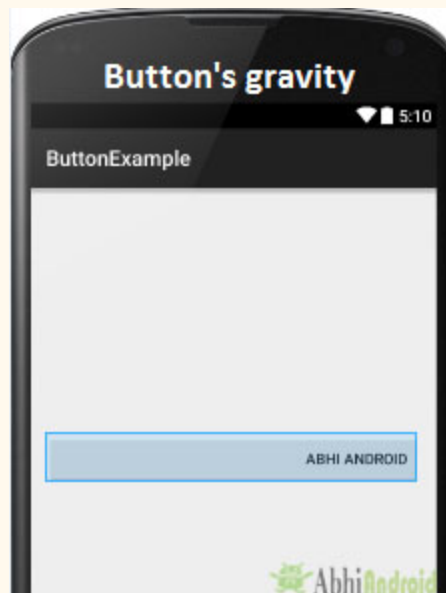 Button's gravity
5:10
ButtonExample
ABHI ANDROID
AbhiAndroid